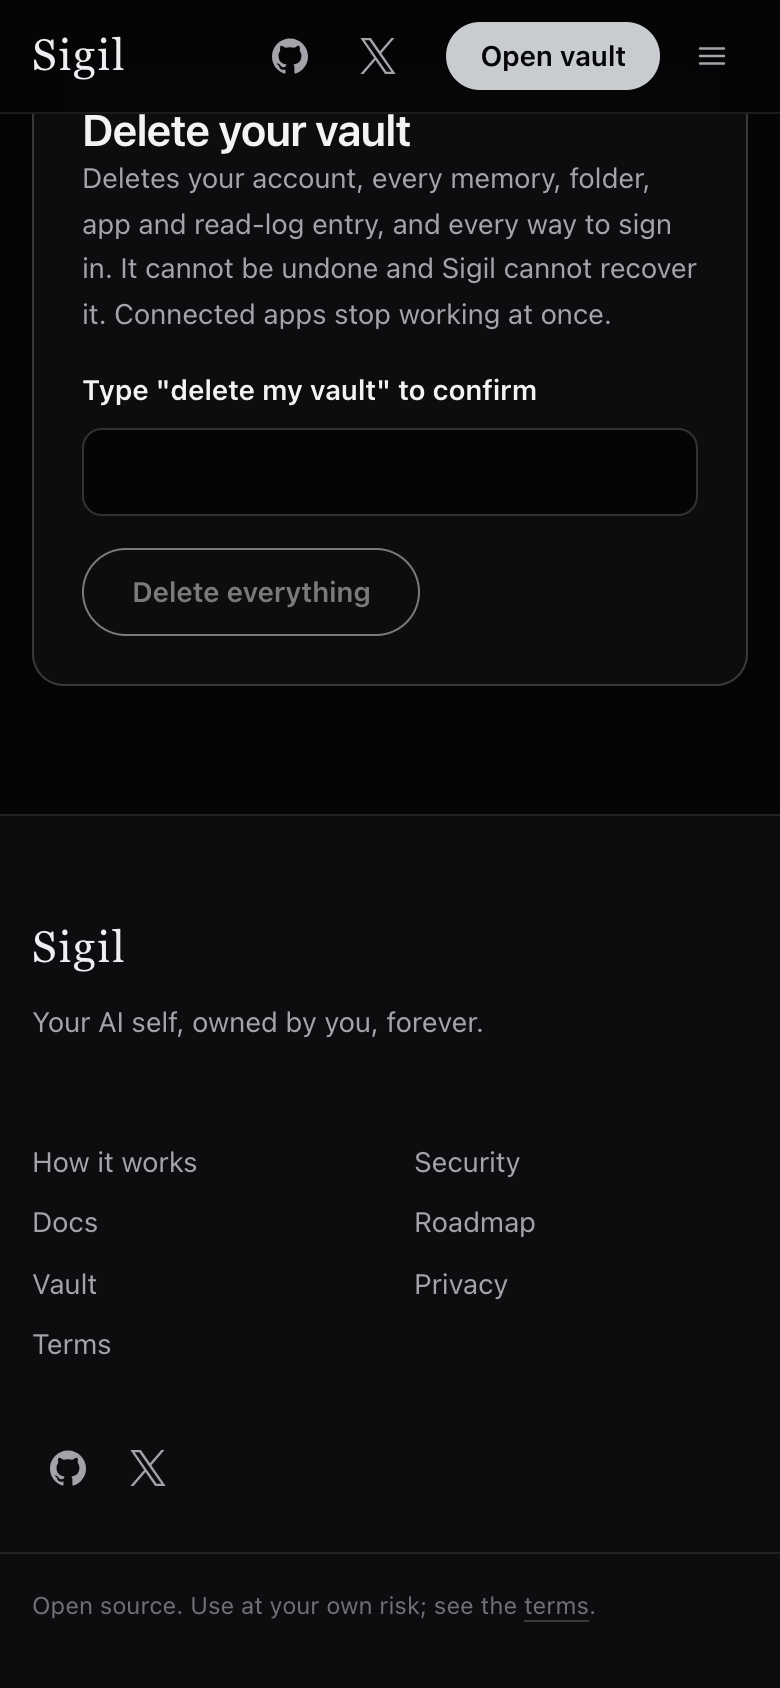 Sigil
Open vault
Delete your vault
Deletes your account, every memory, folder,
app and read-log entry, and every way to sign
in. It cannot be undone and Sigil cannot recover
it. Connected apps stop working at once.
Type "delete my vault" to confirm
Delete everything
Sigil
Your AI self, owned by you, forever.
How it works
Security
Docs
Roadmap
Vault
Privacy
Terms
Open source. Use at your own risk; see the terms.